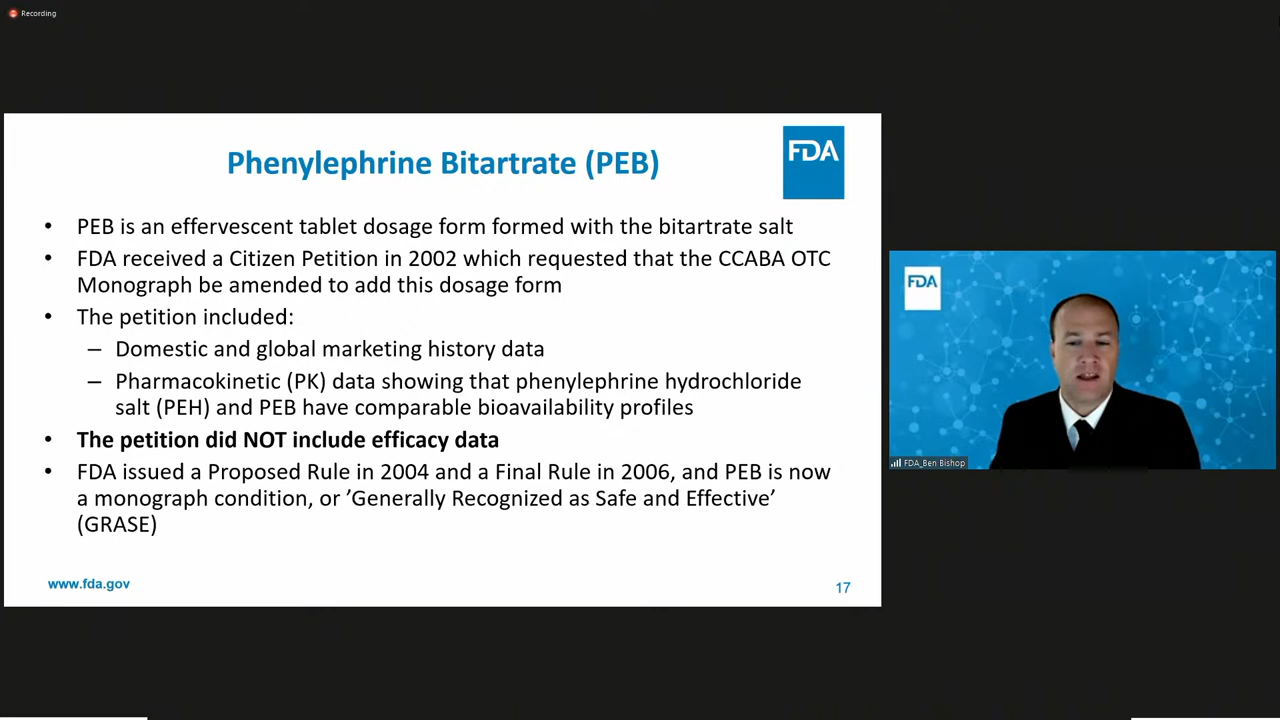 Recording
Phenylephrine Bitartrate (PEB)
FDA
• PEB is an effervescent tablet dosage form formed with the bitartrate salt
• FDA received a Citizen Petition in 2002 which requested that the CCABA OTC
Monograph be amended to add this dosage form
• The petition included:
– Domestic and global marketing history data
– Pharmacokinetic (PK) data showing that phenylephrine hydrochloride
salt (PEH) and PEB have comparable bioavailability profiles
• The petition did NOT include efficacy data
• FDA issued a Proposed Rule in 2004 and a Final Rule in 2006, and PEB is now
a monograph condition, or ’Generally Recognized as Safe and Effective’
(GRASE)
www.fda.gov
17
FDA
FDA_Ben Bishop